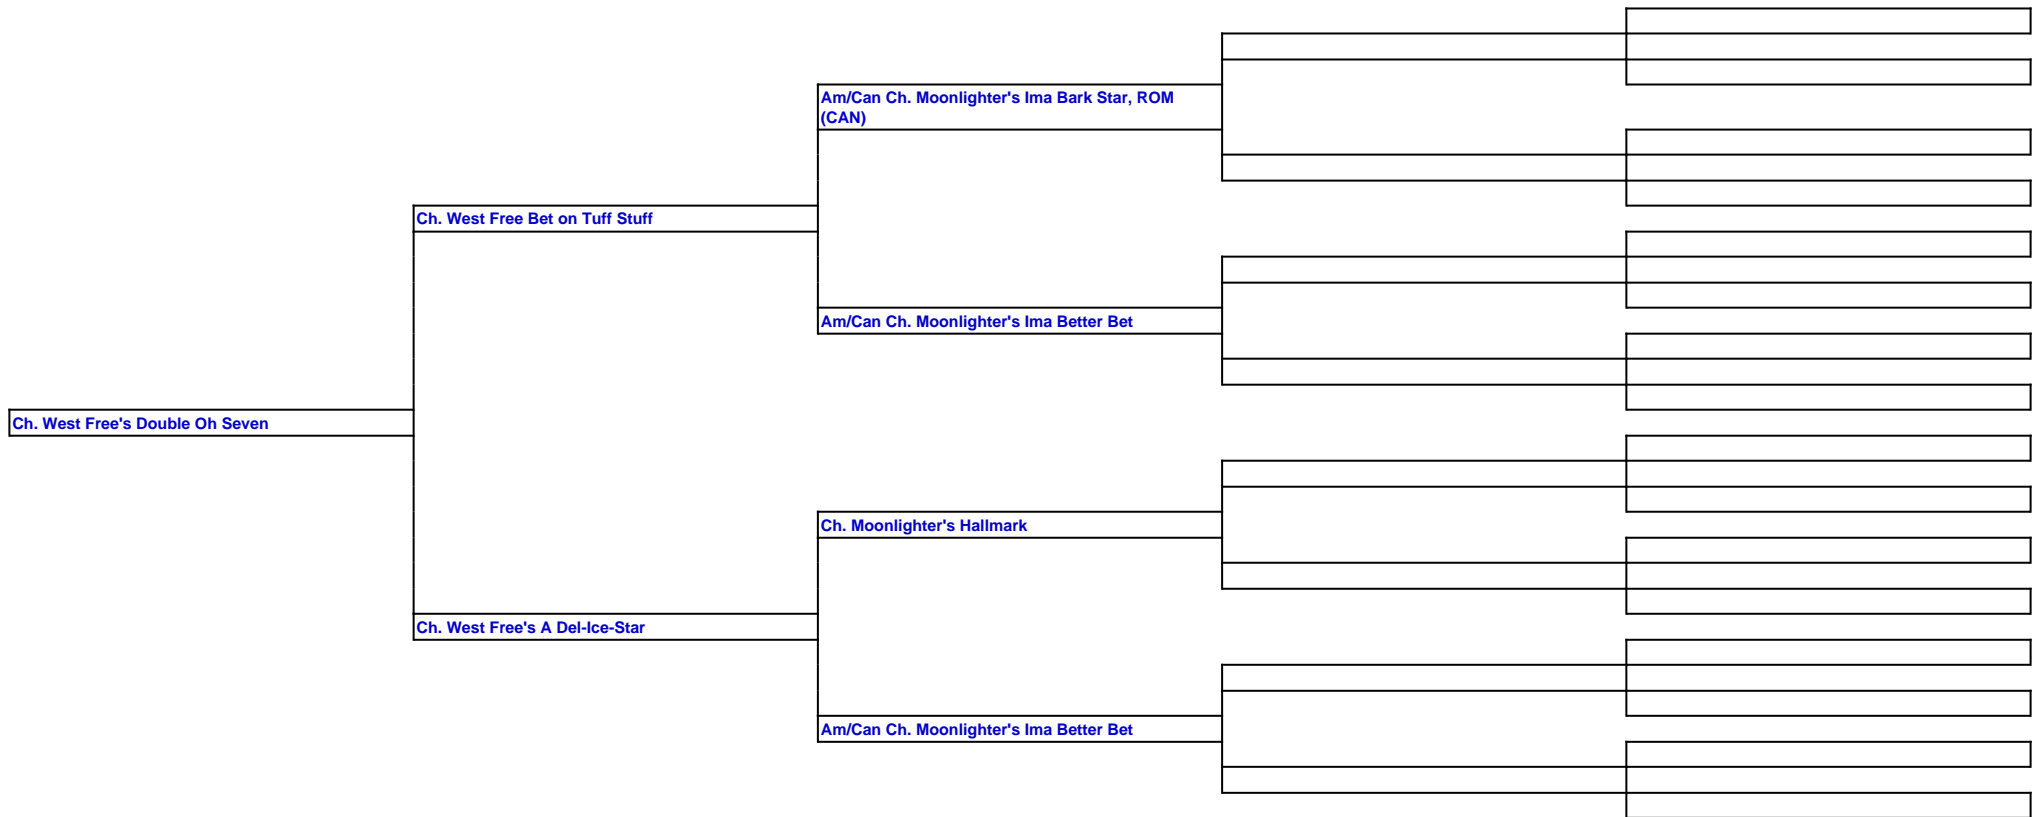 Am/Can Ch. Moonlighter's Ima Bark Star, ROM
(CAN)
Ch. West Free Bet on Tuff Stuff
Am/Can Ch. Moonlighter's Ima Better Bet
Ch. West Free's Double Oh Seven
Ch. Moonlighter's Hallmark
Ch. West Free's A Del-Ice-Star
Am/Can Ch. Moonlighter's Ima Better Bet